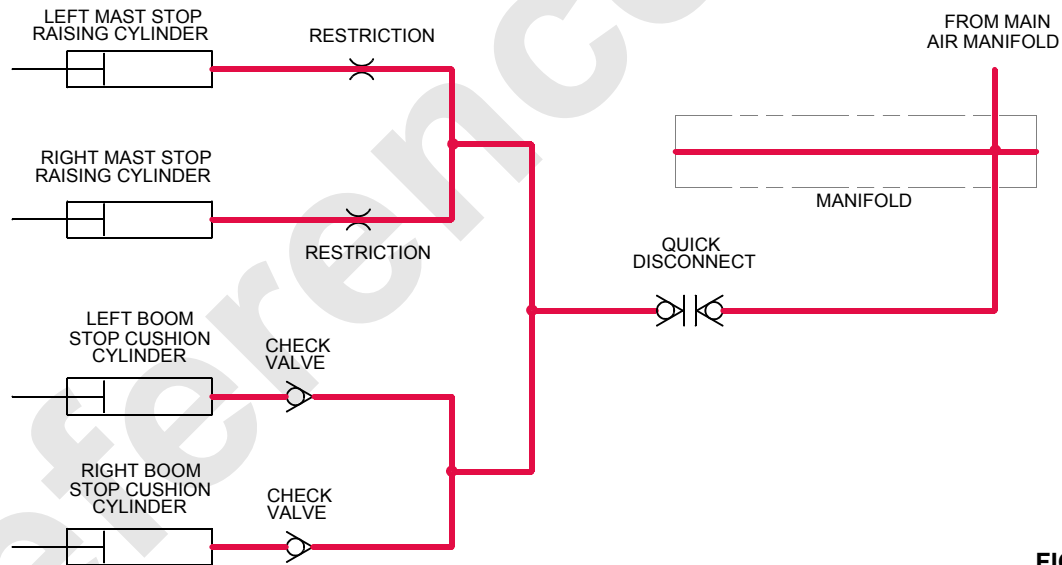 LEFT MAST STOP
RAISING CYLINDER
RESTRICTION
FROM MAIN
AIR MANIFOLD
RIGHT MAST STOP
RAISING CYLINDER
MANIFOLD
RESTRICTION
QUICK
DISCONNECT
LEFT BOOM
STOP CUSHION
CYLINDER
CHECK
VALVE
RIGHT BOOM
STOP CUSHION
CYLINDER
CHECK
VALVE